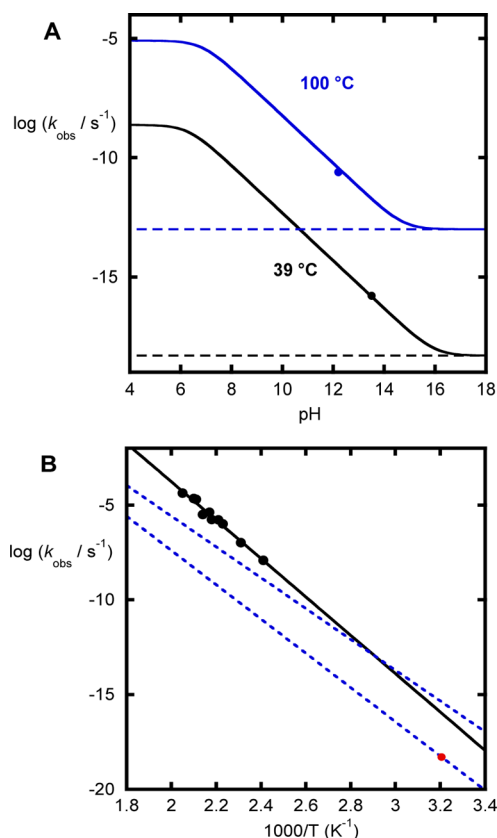 A
-5
100 °C
log (k_obs / s⁻¹)
-10
39 °C
-15
4 6 8 10 12 14 16 18
pH
B
-5
log (k_obs / s⁻¹)
-10
-15
-20
1.8 2 2.2 2.4 2.6 2.8 3 3.2 3.4
1000/T (K⁻¹)